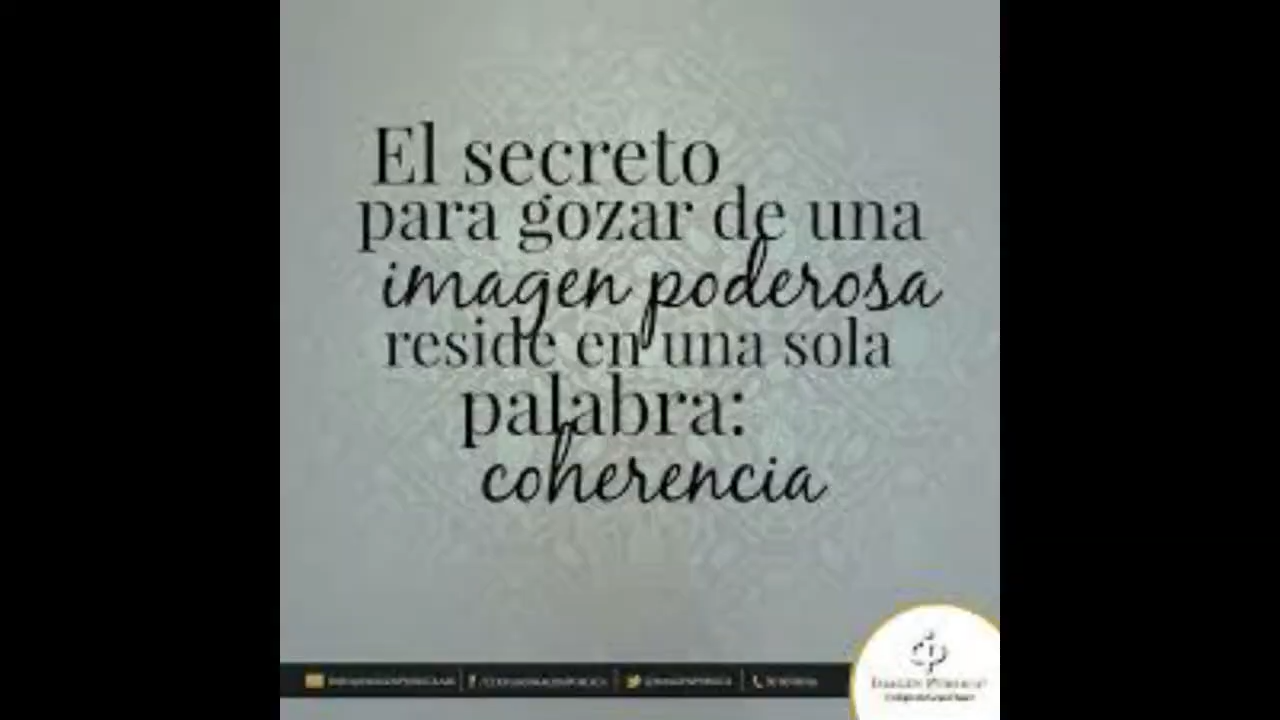 El secreto
para gozar de una
imagen poderosa
reside en una sola
palabra:
coherencia